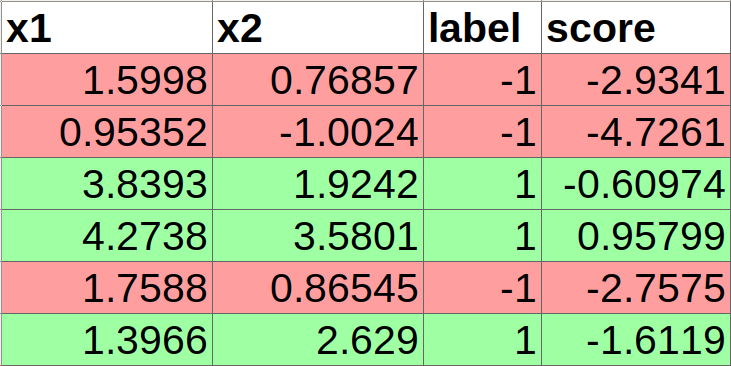 x1 x2 label score
1.5998 0.76857 -1 -2.9341
0.95352 -1.0024 -1 -4.7261
3.8393 1.9242 1 -0.60974
4.2738 3.5801 1 0.95799
1.7588 0.86545 -1 -2.7575
1.3966 2.629 1 -1.6119